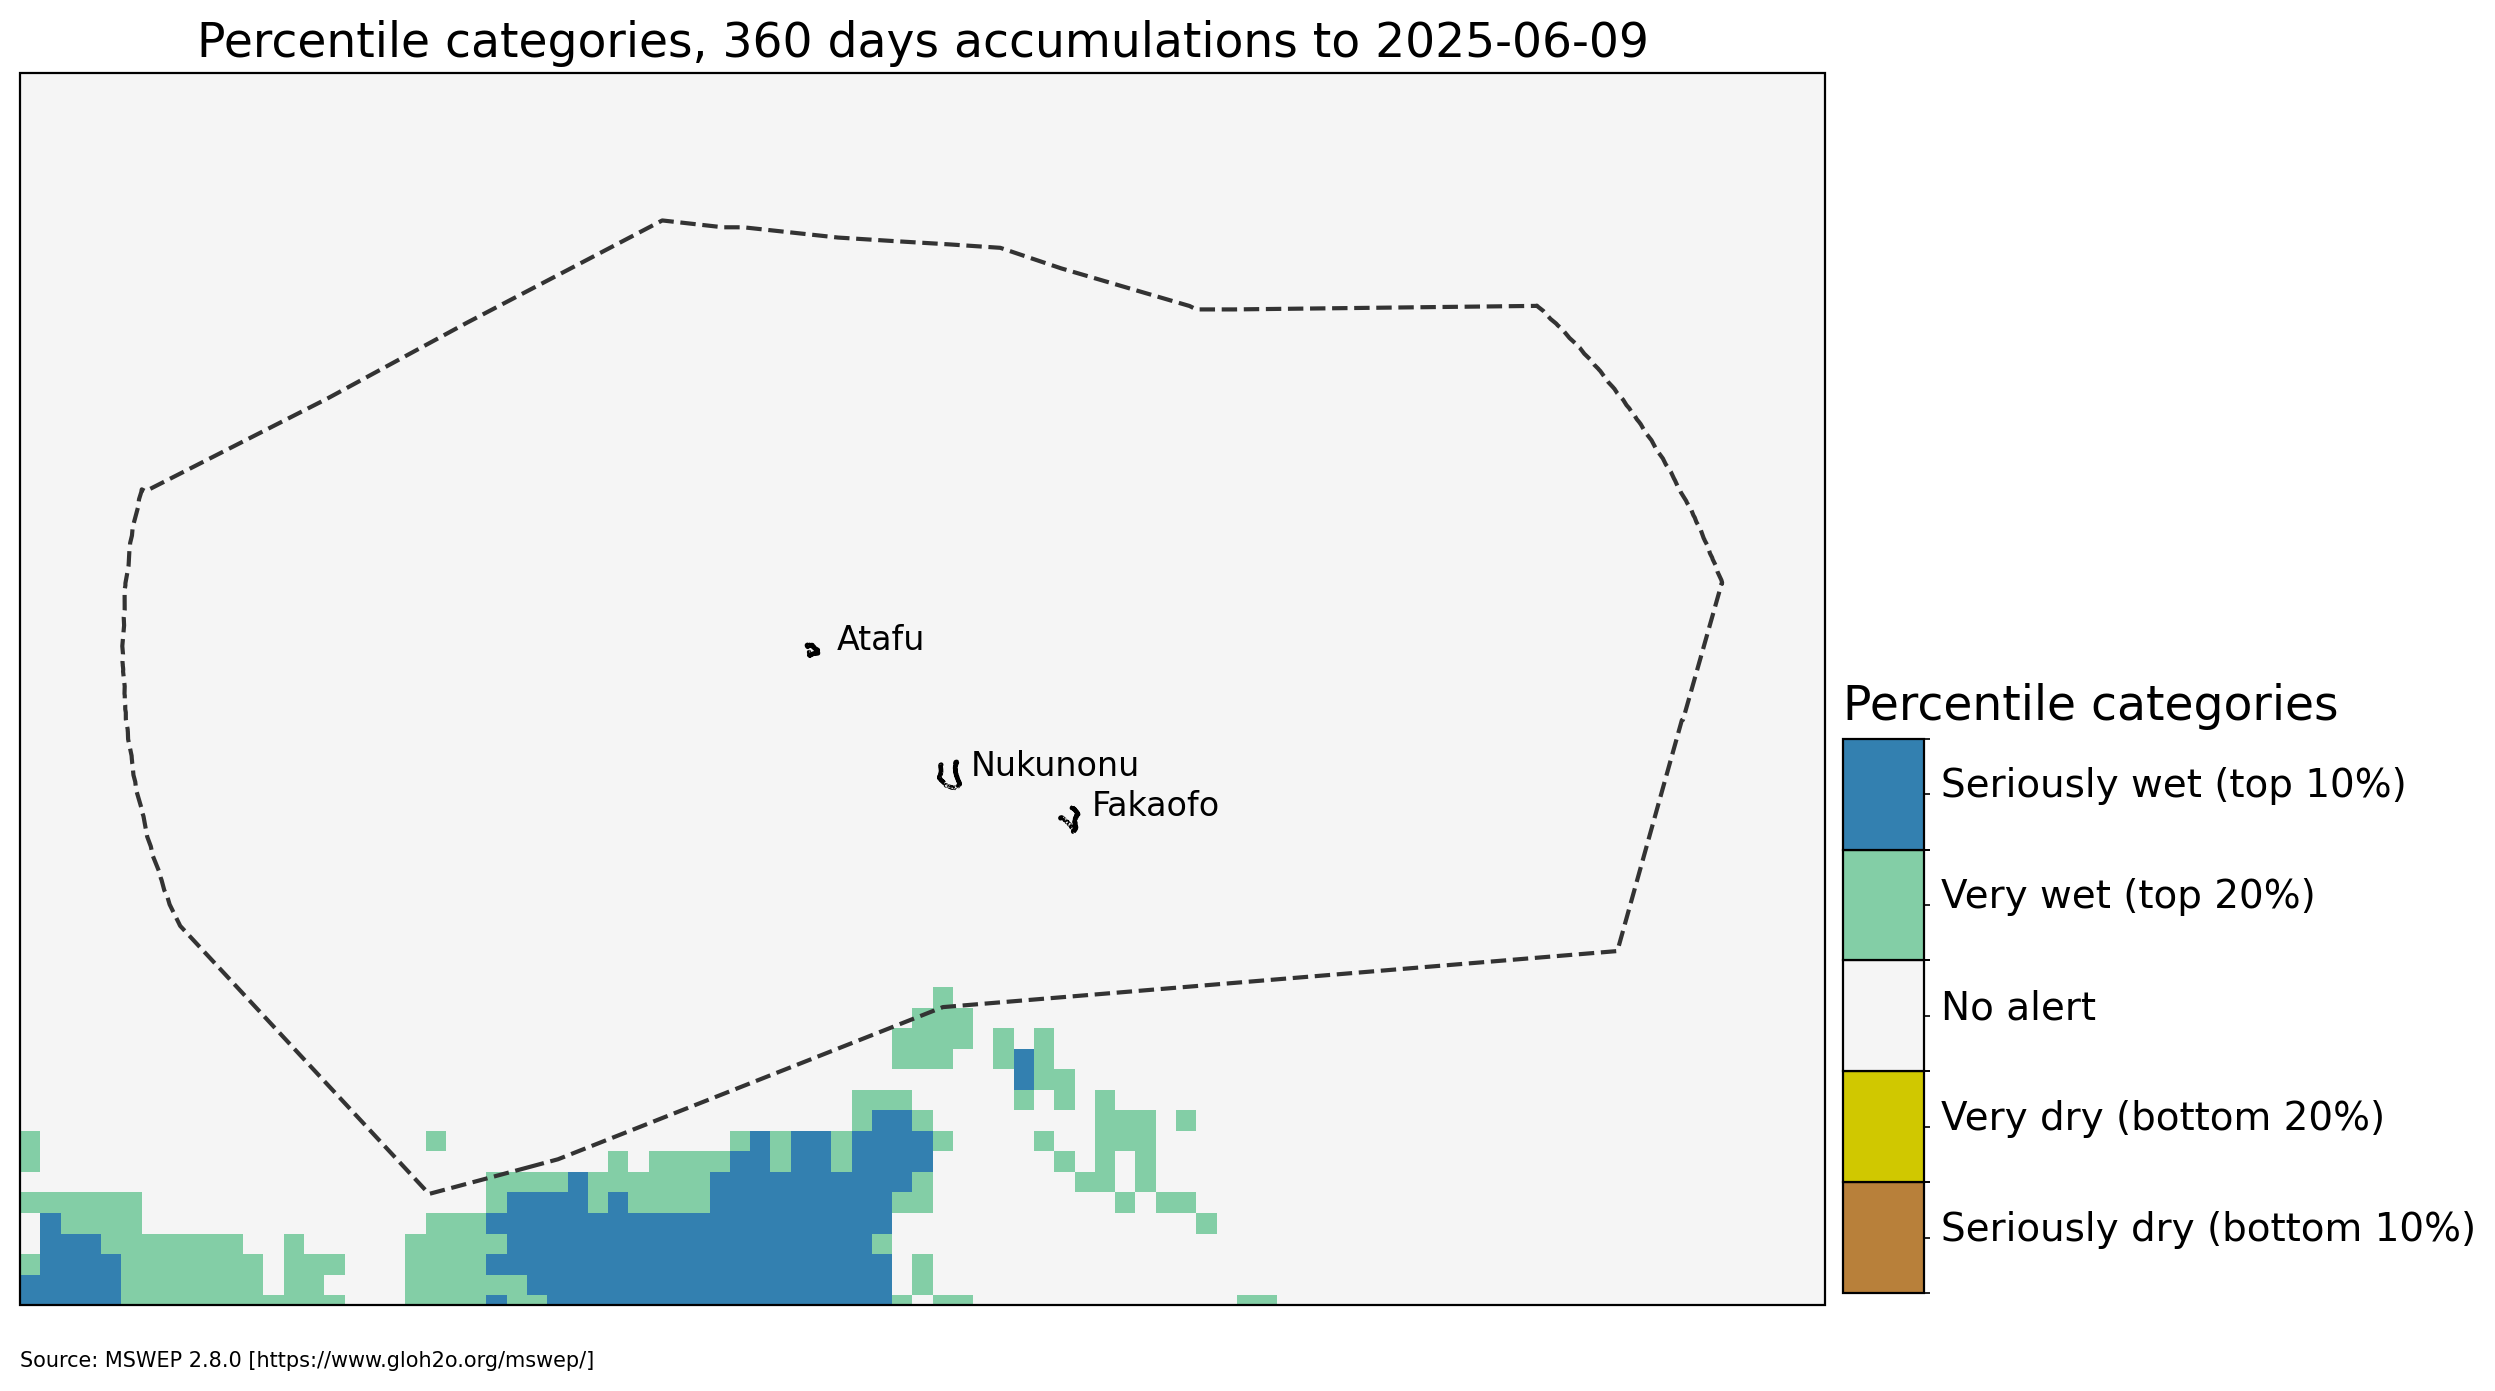 Percentile categories, 360 days accumulations to 2025-06-09
Atafu
Nukunonu
Fakaofo
Percentile categories
Seriously wet (top 10%)
Very wet (top 20%)
No alert
Very dry (bottom 20%)
Seriously dry (bottom 10%)
Source: MSWEP 2.8.0 [https://www.gloh2o.org/mswep/]